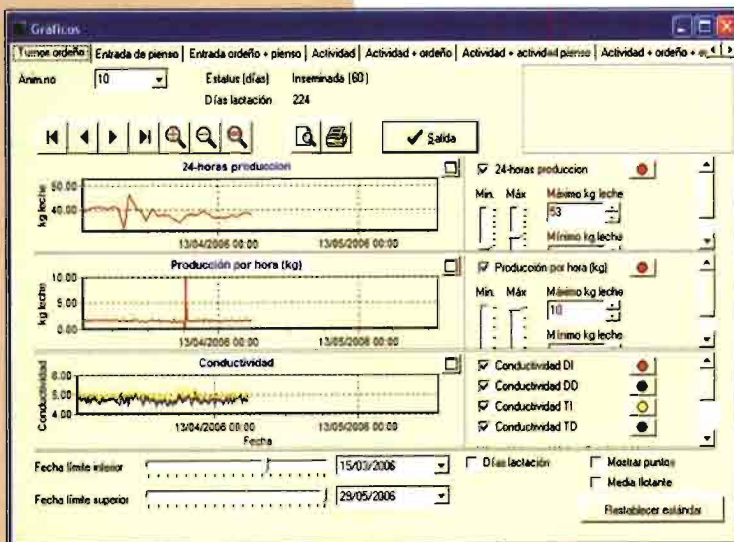 Gráficos
Turnos ordeño Entrada de pienso Entrada ordeño + pienso Actividad Actividad + ordeño Actividad + actividad pienso Actividad + ordeño +
Anim.no 10 Estatus (días) Inseminada (60)
Días lactación 224
Salida
24-horas produccion
kg leche
50.00
40.00
13/04/2006 00:00 13/05/2006 00:00
24-horas produccion
Min. Máx Máximo kg leche
53
Mínimo kg leche
Producción por hora (kg)
kg leche
10.00
5.00
0.00
13/04/2006 00:00 13/05/2006 00:00
Producción por hora (kg)
Min. Máx Máximo kg leche
10
Mínimo kg leche
Conductividad
Conductividad
6.00
5.00
4.00
13/04/2006 00:00 13/05/2006 00:00
Fecha
Conductividad DI
Conductividad DD
Conductividad TI
Conductividad TD
Fecha límite inferior 15/03/2006 Días lactación Mostrar puntos
Media flotante
Fecha límite superior 29/05/2006
Restablecer estándar